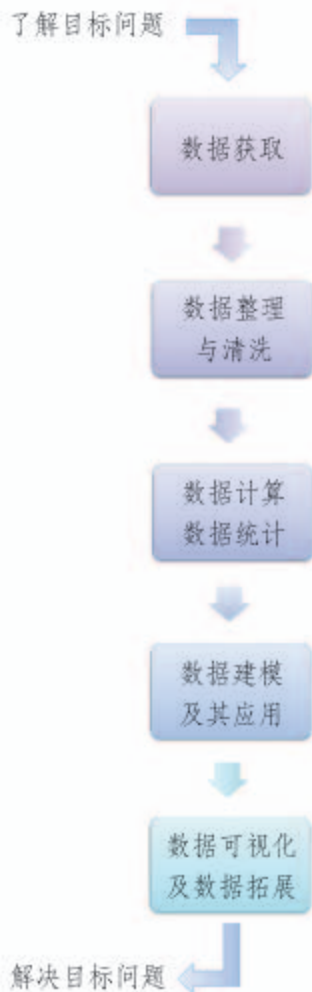 了解目标问题
数据获取
数据整理
与清洗
数据计算
数据统计
数据建模
及其应用
数据可视化
及数据拓展
解决目标问题